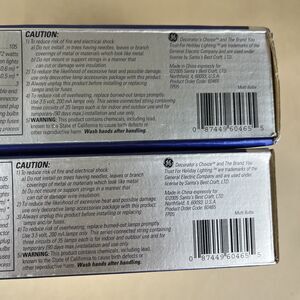 ..105
CAUTION:
1) To reduce risk of fire and electrical shock:
a) Do not install on trees having needles, leaves or branch
coverings of metal or materials which look like metal
b) Do not mount or support strings in a manner that
can cut or damage wire insulation
2) To reduce the likelihood of excessive heat and possible damage,
use only decorative lamp accessories package with this product
3) Always unplug this product before installing or replacing
lamps and/or fuses.
4) To reduce risk of overheating, replace burned-out lamps promptly
Use 3.5 volt,
circuits of 35 lamps each is for indoor and outdoor use and is for
temporary (90 days max.) installation and use.
5) WARNING: This product contains chemicals, including lead,
known to the State of California to cause birth defects or
other reproductive harm. Wash hands after handling.
GE Decorator's Choice™ and The Brand You
Trust For Holiday Lighting™ are trademarks of the
General Electric Company and are used under
license by Santa's Best Craft, LTD.
Made in China expressly for
©2005 Santa's Best Craft, LTD.
Northfield, IL 60093, U.S.A.
Product Order Code: 60465
TP05
Multi Bulbs
0 87449 60465 5
CAUTION:
1) To reduce risk of fire and electrical shock:
a) Do not install on trees having needles, leaves or branch
coverings of metal or materials which look like metal
b) Do not mount or support strings in a manner that
can cut or damage wire insulation
2) To reduce the likelihood of excessive heat and possible damage,
use only decorative lamp accessories package with this product
3) Always unplug this product before installing or replacing
lamps and/or fuses.
4) To reduce risk of overheating, replace burned-out lamps promptly
Use 3.5 volt, 200 mA lamps only. This series connected string with
three circuits of 35 lamps each is for indoor and outdoor use and is for
temporary (90 days max.) installation and use.
5) WARNING: This product contains chemicals, including lead,
known to the State of California to cause birth defects or
other reproductive harm. Wash hands after handling.
GE Decorator's Choice™ and The Brand You
Trust For Holiday Lighting™ are trademarks of the
General Electric Company and are used under
license by Santa's Best Craft, LTD.
Made in China expressly for
©2005 Santa's Best Craft, LTD.
Northfield, IL 60093, U.S.A.
Product Order Code: 60465
TP05
Multi Bulbs
0 87449 60465 5